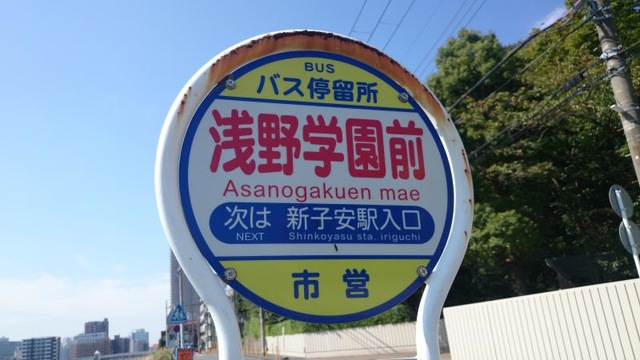 BUS
バス停留所
浅野学園前
Asanogakuen mae
次は 新子安駅入口
NEXT Shinkoyasu sta. iriguchi
市営